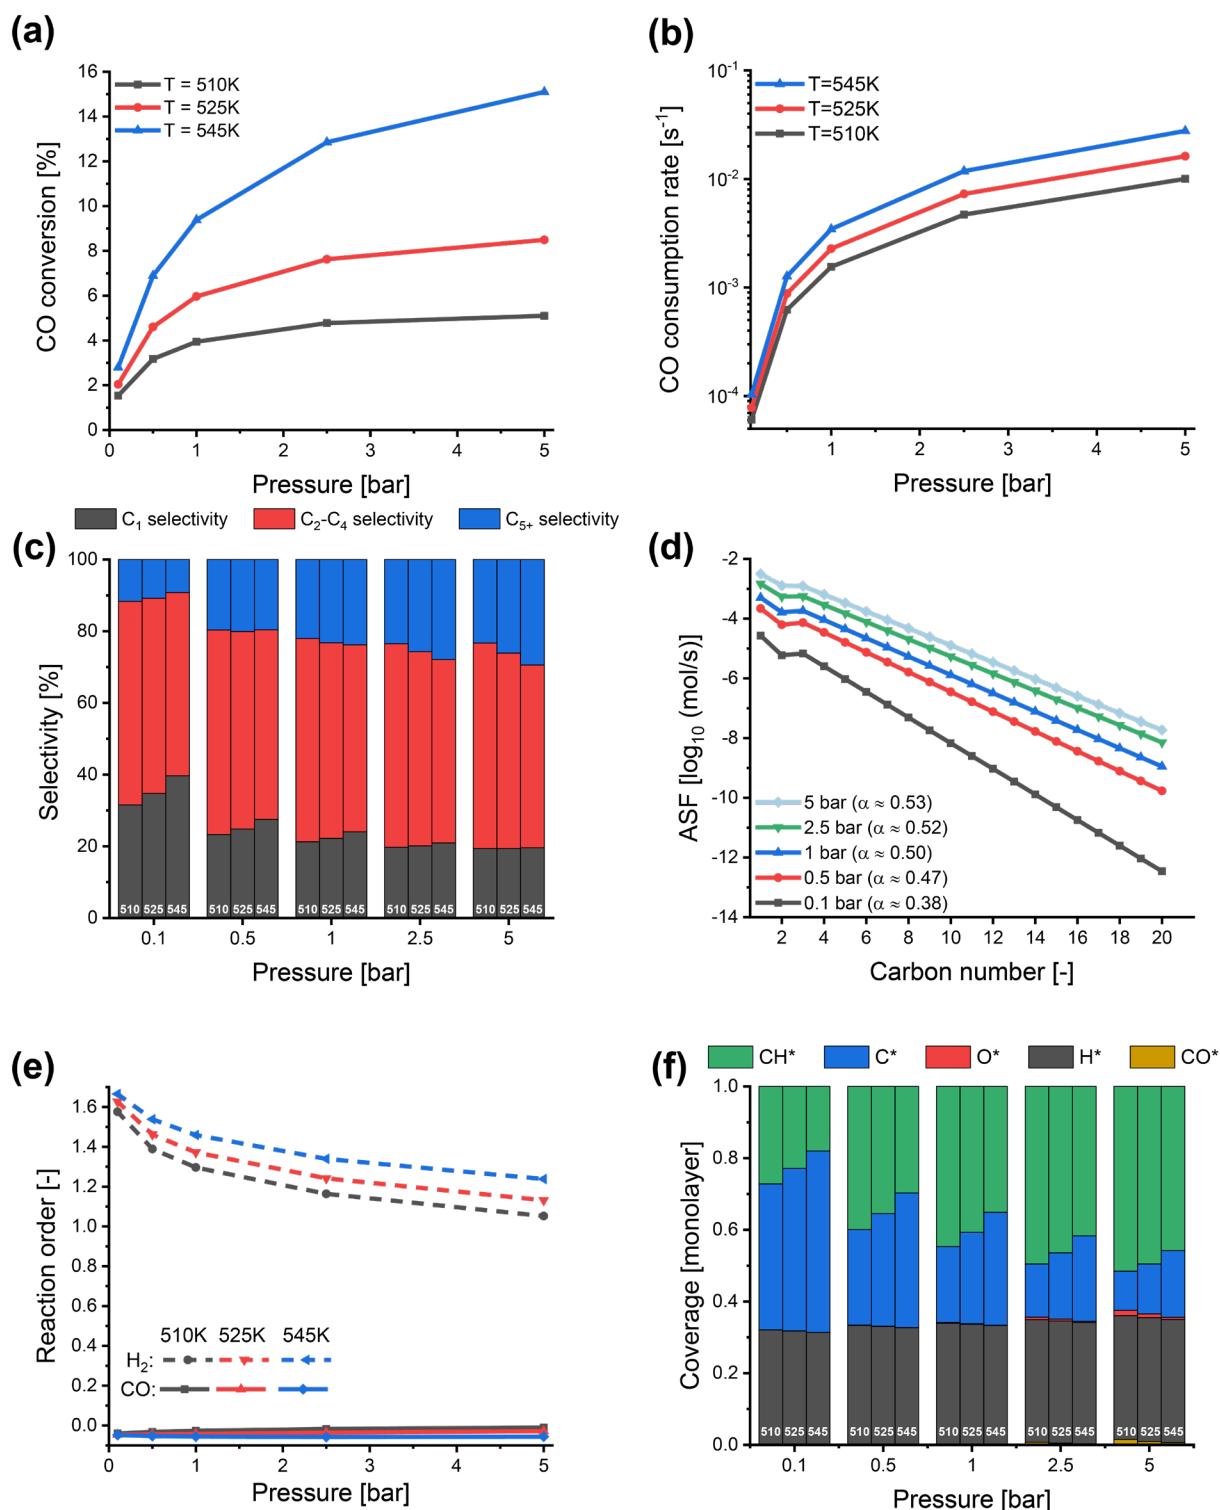 (a)
16
14
12
10
8
6
4
2
0
CO conversion [%]
T = 510K
T = 525K
T = 545K
0 1 2 3 4 5
Pressure [bar]
(b)
10-1
10-2
10-3
10-4
CO consumption rate [s-1]
T=545K
T=525K
T=510K
1 2 3 4 5
Pressure [bar]
C1 selectivity C2-C4 selectivity C5+ selectivity
(c)
100
80
60
40
20
0
Selectivity [%]
510 525 545 510 525 545 510 525 545 510 525 545 510 525 545
0.1 0.5 1 2.5 5
Pressure [bar]
(d)
-2
-4
-6
-8
-10
-12
-14
ASF [log10 (mol/s)]
5 bar (α ≈ 0.53)
2.5 bar (α ≈ 0.52)
1 bar (α ≈ 0.50)
0.5 bar (α ≈ 0.47)
0.1 bar (α ≈ 0.38)
2 4 6 8 10 12 14 16 18 20
Carbon number [-]
(e)
1.6
1.4
1.2
1.0
0.8
0.6
0.4
0.2
0.0
Reaction order [-]
510K 525K 545K
H2:
CO:
0 1 2 3 4 5
Pressure [bar]
(f)
CH* C* O* H* CO*
1.0
0.8
0.6
0.4
0.2
0.0
Coverage [monolayer]
510 525 545 510 525 545 510 525 545 510 525 545 510 525 545
0.1 0.5 1 2.5 5
Pressure [bar]